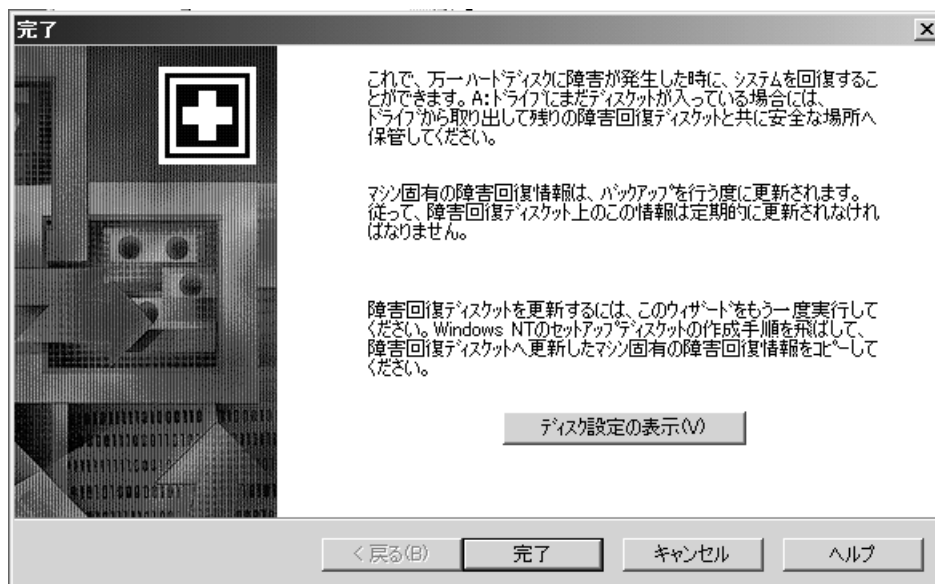 完了
これで、万一ハードディスクに障害が発生した時に、システムを回復するこ
とができます。A:ドライブにまだディスケットが入っている場合には、
ドライブから取り出して残りの障害回復ディスケットと共に安全な場所へ
保管してください。
マシン固有の障害回復情報は、バックアップを行う度に更新されます。
従って、障害回復ディスケット上のこの情報は定期的に更新されなけれ
ばなりません。
障害回復ディスケットを更新するには、このウィザードをもう一度実行して
ください。Windows NTのセットアップディスケットの作成手順を飛ばして、
障害回復ディスケットへ更新したマシン固有の障害回復情報をコピーして
ください。
ディスク設定の表示(V)
< 戻る(B)
完了
キャンセル
ヘルプ